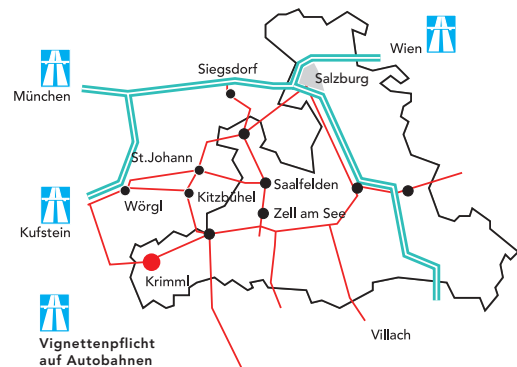 Wien
Siegsdorf
Salzburg
München
St.Johann
Saalfelden
Kitzbühel
Wörgl
Zell am See
Kufstein
Krimml
Villach
Vignettenpflicht
auf Autobahnen